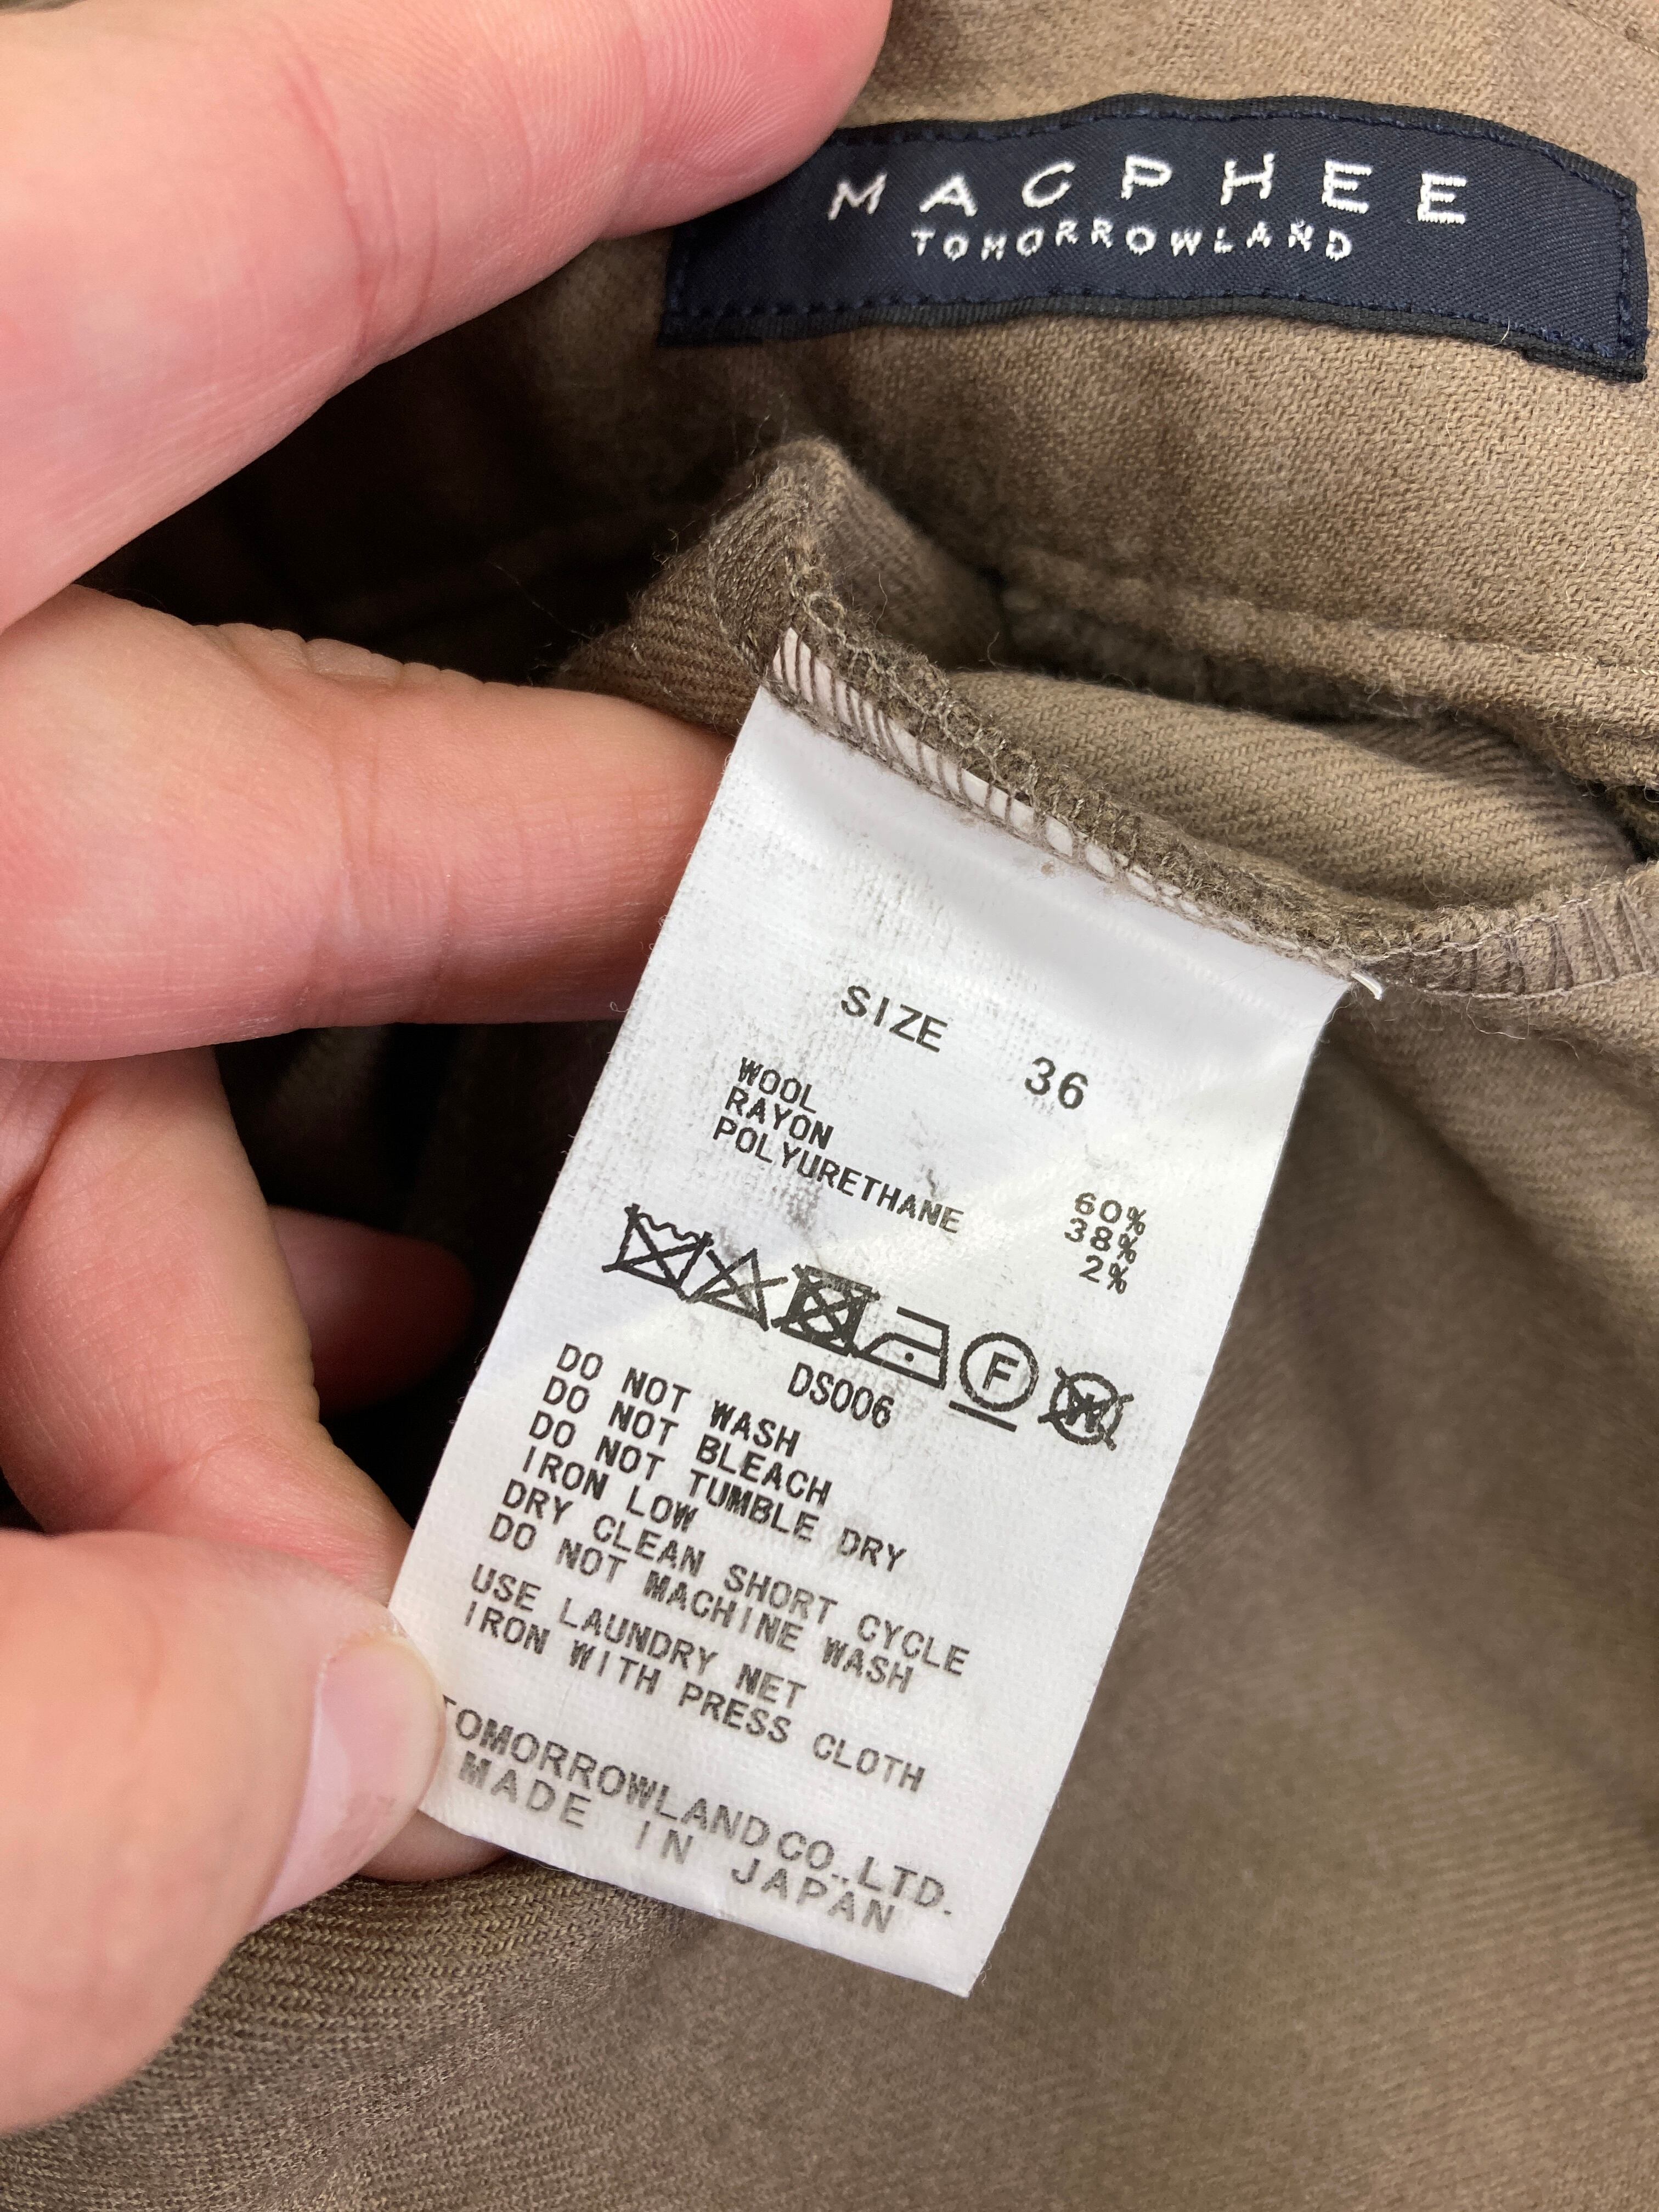 MACPHEE
TOMORROWLAND
SIZE 36
WOOL 60%
RAYON 38%
POLYURETHANE 2%
F W
DS006
DO NOT WASH
DO NOT BLEACH
DO NOT TUMBLE DRY
IRON LOW
DRY CLEAN SHORT CYCLE
DO NOT MACHINE WASH
USE LAUNDRY NET
IRON WITH PRESS CLOTH
TOMORROWLAND CO., LTD.
MADE IN JAPAN